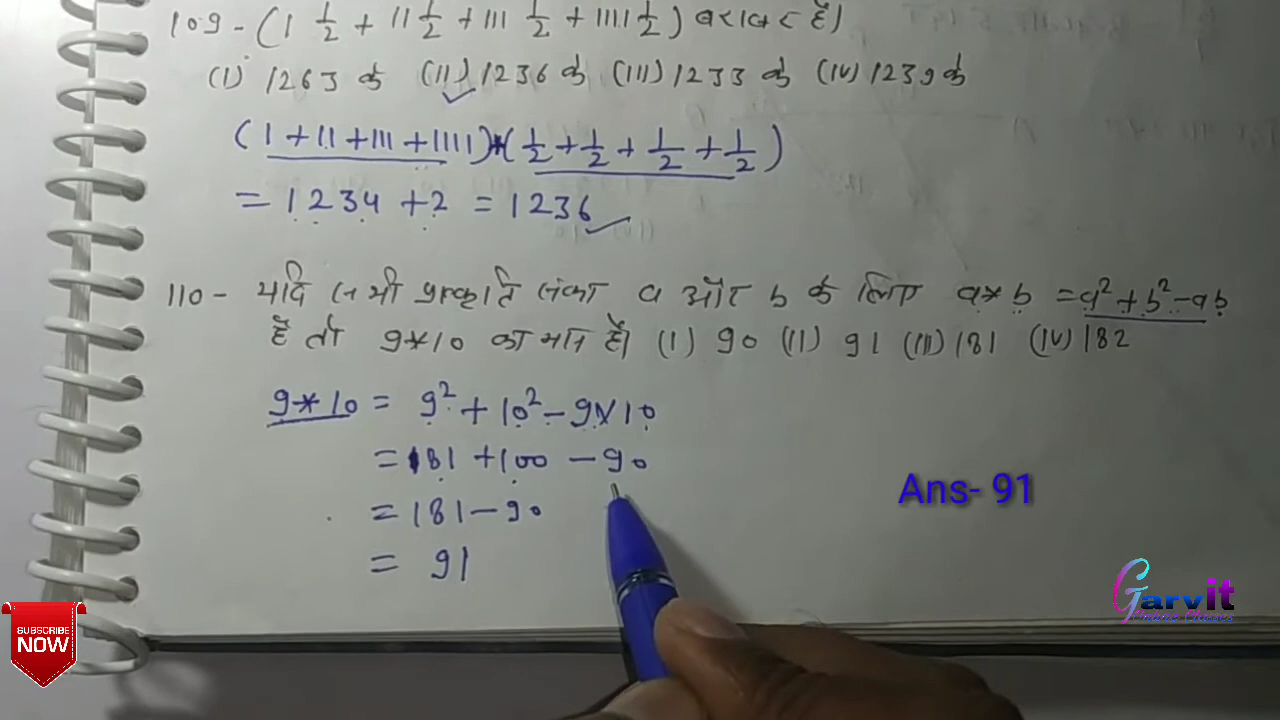 109 - (1 1/2 + 11 1/2 + 111 1/2 + 1111 1/2) बराबर है।
(I) 1263 के (II) 1236 के (III) 1233 के (IV) 1239 के
(1 + 11 + 111 + 1111) + (1/2 + 1/2 + 1/2 + 1/2)
= 1234 + 2 = 1236
110 - यदि सभी प्रकृति संख्या a और b के लिए a * b = a² + b² - ab
है तो 9 * 10 का मान है। (I) 90 (II) 91 (III) 181 (IV) 182
9 * 10 = 9² + 10² - 9 × 10
= 81 + 100 - 90
= 181 - 90
= 91
Ans- 91
Garvit
Online Classes
SUBSCRIBE
NOW